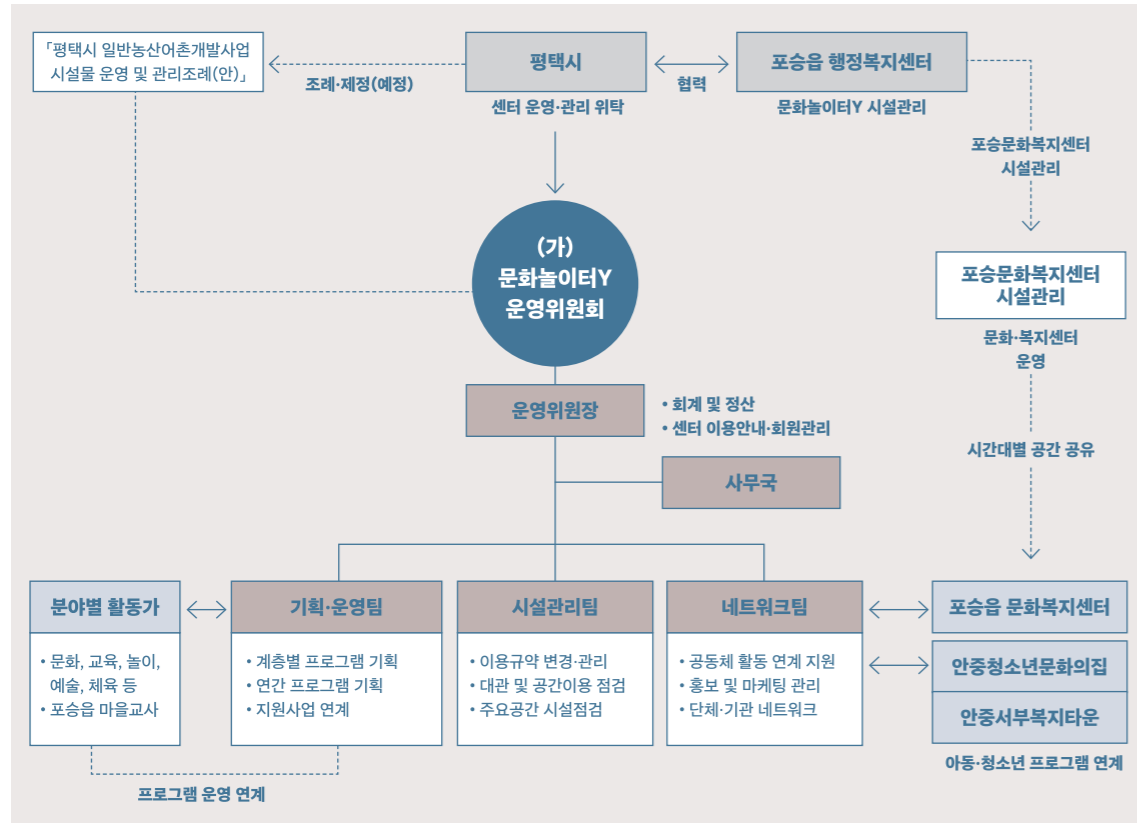 「평택시 일반농산어촌개발사업
시설물 운영 및 관리조례(안)」
조례·제정(예정)
평택시
센터 운영·관리 위탁
협력
포승읍 행정복지센터
문화놀이터Y 시설관리
포승문화복지센터
시설관리
(가)
문화놀이터Y
운영위원회
포승문화복지센터
시설관리
문화·복지센터
운영
운영위원장
• 회계 및 정산
• 센터 이용안내·회원관리
시간대별 공간 공유
사무국
분야별 활동가
• 문화, 교육, 놀이,
예술, 체육 등
• 포승읍 마을교사
기획·운영팀
• 계층별 프로그램 기획
• 연간 프로그램 기획
• 지원사업 연계
프로그램 운영 연계
시설관리팀
• 이용규약 변경·관리
• 대관 및 공간이용 점검
• 주요공간 시설점검
네트워크팀
• 공동체 활동 연계 지원
• 홍보 및 마케팅 관리
• 단체·기관 네트워크
포승읍 문화복지센터
안중청소년문화의집
안중서부복지타운
아동·청소년 프로그램 연계